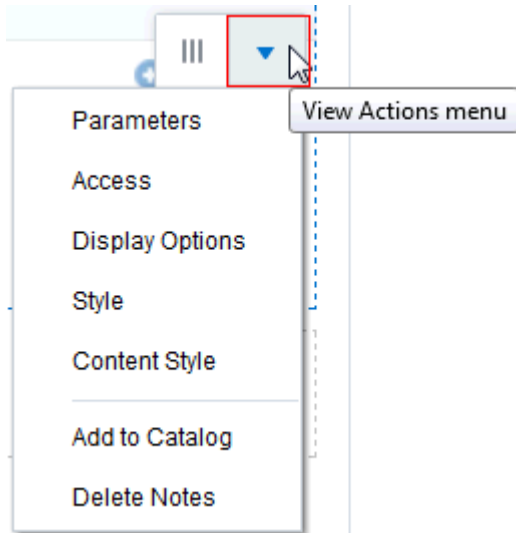 View Actions menu
Parameters
Access
Display Options
Style
Content Style
Add to Catalog
Delete Notes